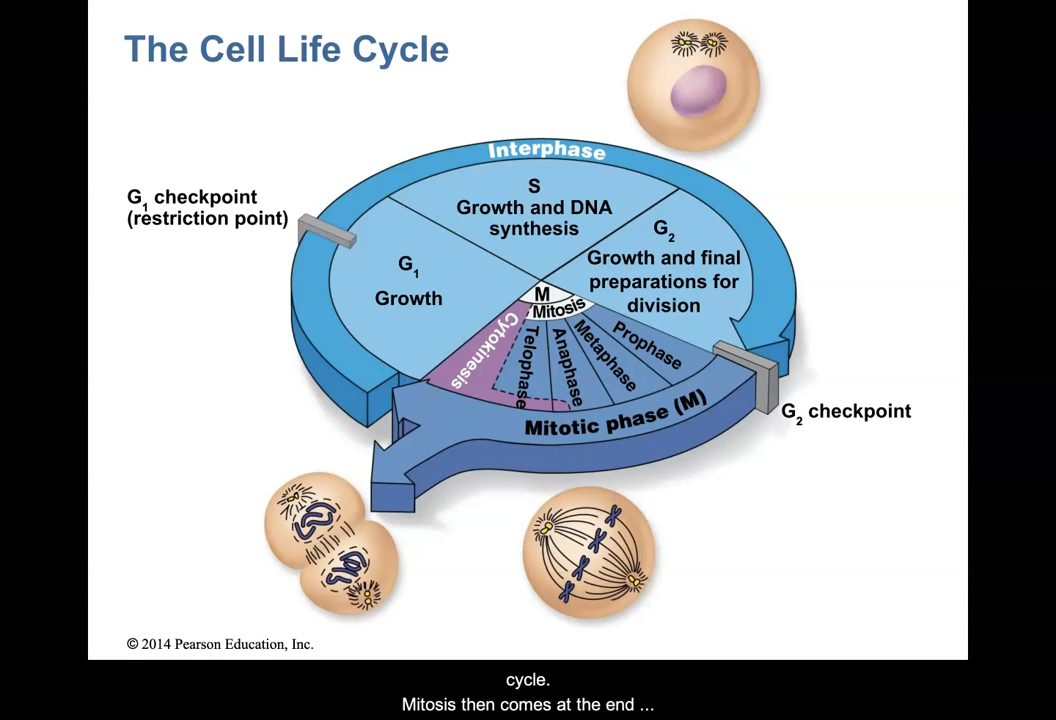 The Cell Life Cycle
Interphase
G1 checkpoint
(restriction point)
S
Growth and DNA
synthesis
G2
Growth and final
preparations for
division
G1
Growth
M
Mitosis
Cytokinesis
Telophase
Anaphase
Metaphase
Prophase
Mitotic phase (M)
G2 checkpoint
© 2014 Pearson Education, Inc.
cycle.
Mitosis then comes at the end ...